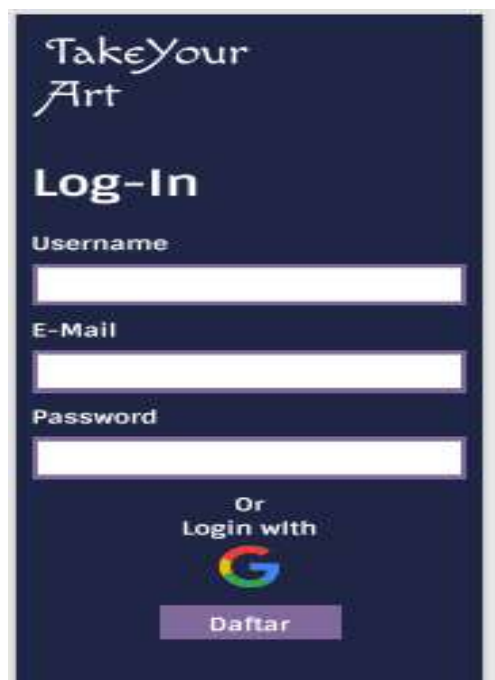 TakeYour
Art
Log-In
Username
E-Mail
Password
Or
Login with
Daftar